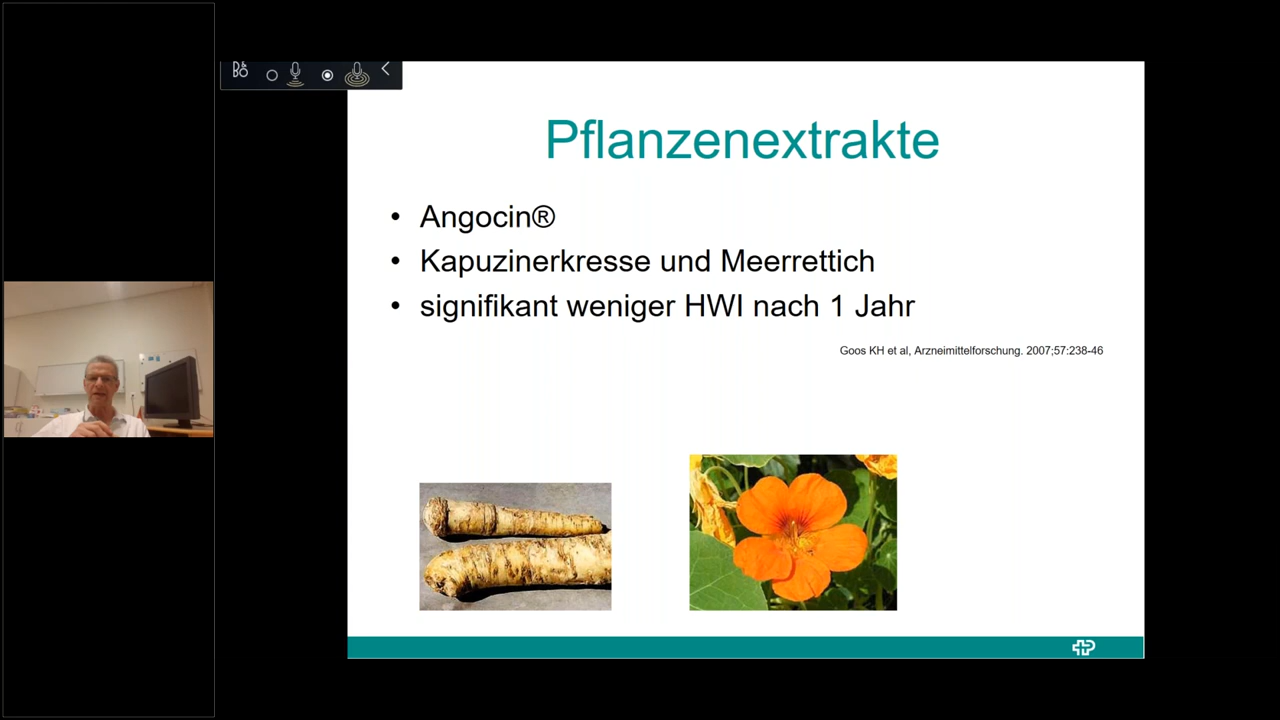 Pflanzenextrakte
• Angocin®
• Kapuzinerkresse und Meerrettich
• signifikant weniger HWI nach 1 Jahr
Goos KH et al, Arzneimittelforschung. 2007;57:238-46